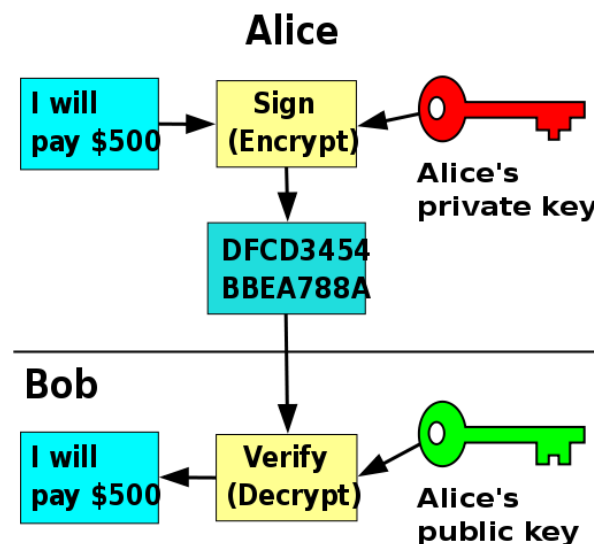 Alice
I will
pay $500
Sign
(Encrypt)
Alice's
private key
DFCD3454
BBEA788A
Bob
I will
pay $500
Verify
(Decrypt)
Alice's
public key